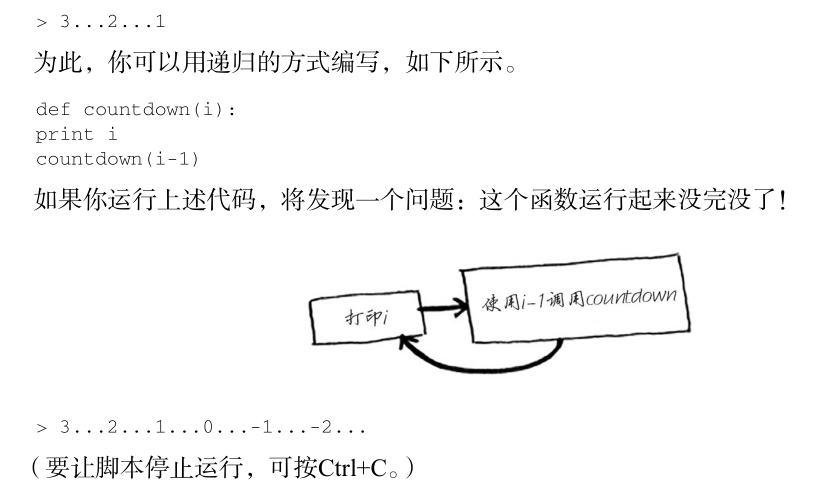 > 3...2...1
为此，你可以用递归的方式编写，如下所示。
def countdown(i):
print i
countdown(i-1)
如果你运行上述代码，将发现一个问题：这个函数运行起来没完没了！
打印i
使用i-1调用countdown
> 3...2...1...0...-1...-2...
（要让脚本停止运行，可按Ctrl+C。）